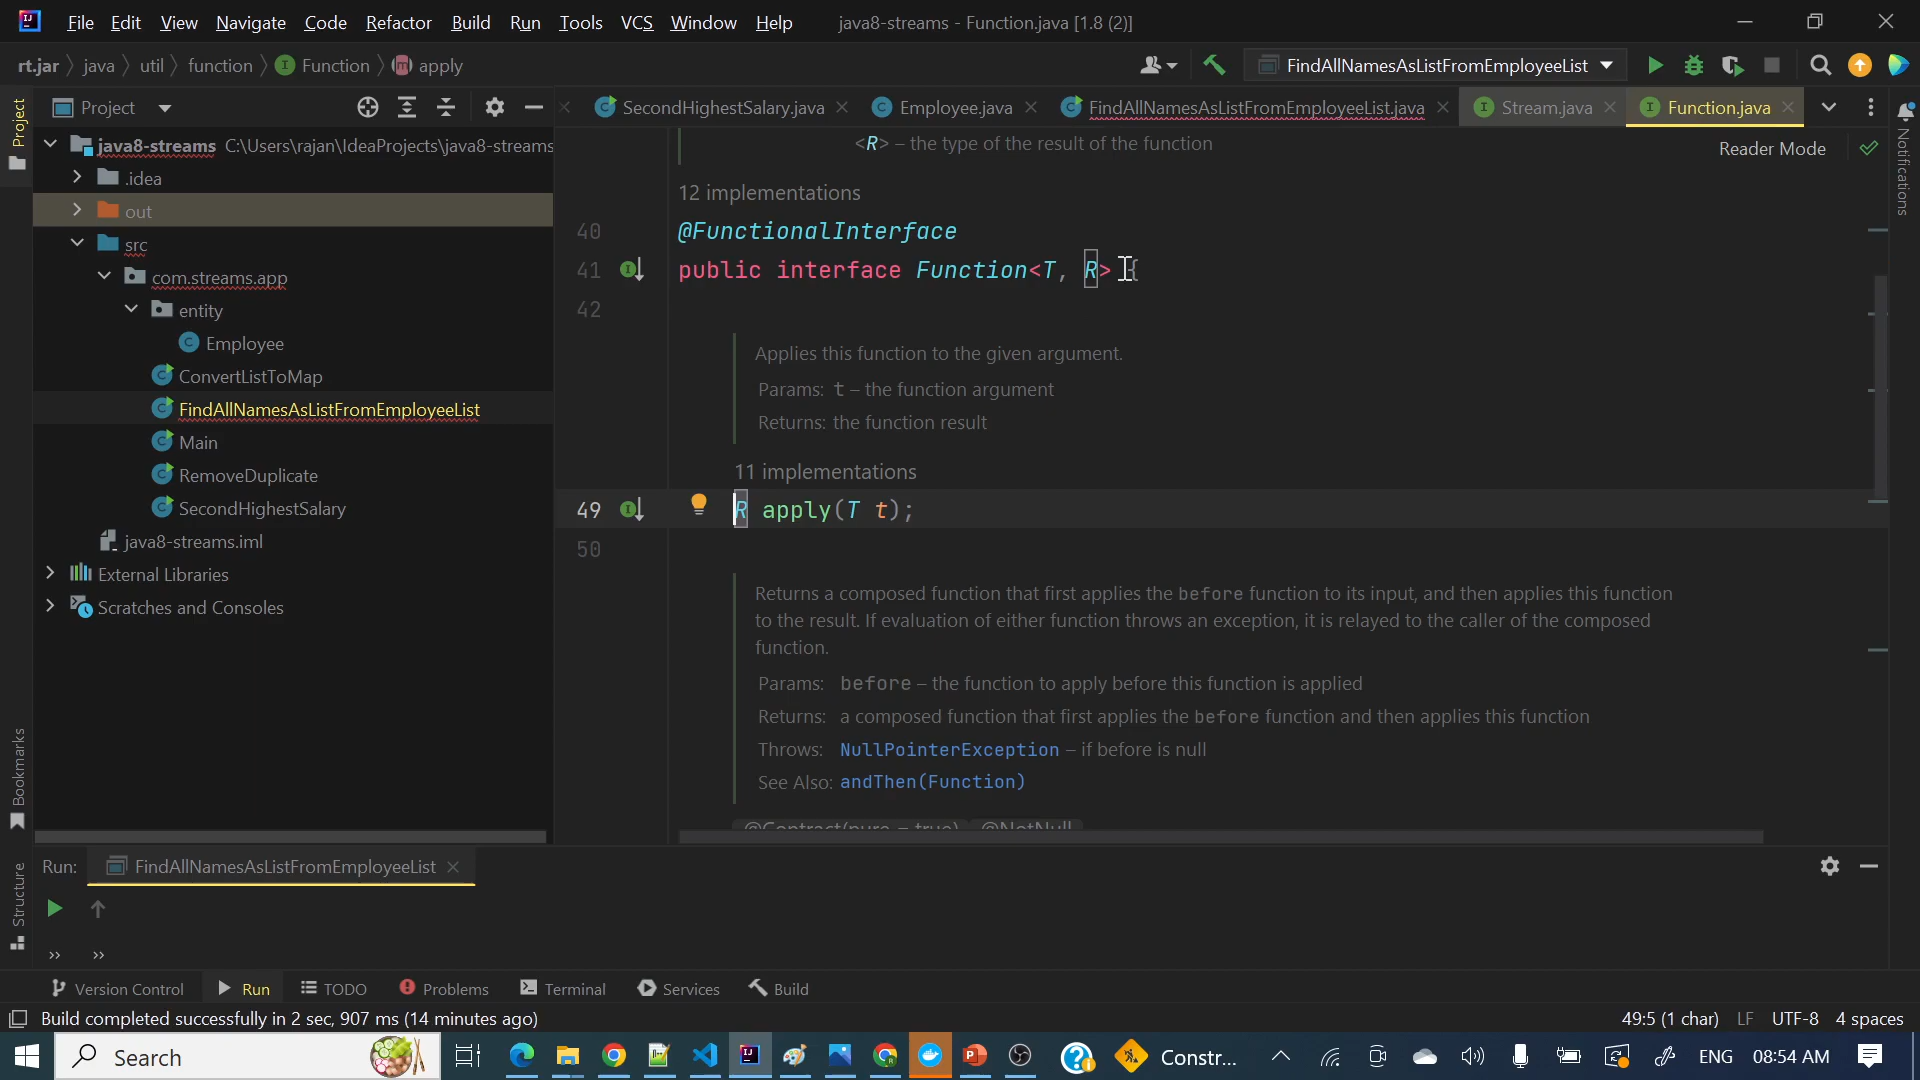 File Edit View Navigate Code Refactor Build Run Tools VCS Window Help java8-streams - Function.java [1.8 (2)]
rt.jar java util function Function apply FindAllNamesAsListFromEmployeeList
Project SecondHighestSalary.java Employee.java FindAllNamesAsListFromEmployeeList.java Stream.java Function.java
Project
Notifications
Bookmarks
Structure
java8-streams C:\Users\rajan\IdeaProjects\java8-streams
.idea
out
src
com.streams.app
entity
Employee
ConvertListToMap
FindAllNamesAsListFromEmployeeList
Main
RemoveDuplicate
SecondHighestSalary
java8-streams.iml
External Libraries
Scratches and Consoles
<R> – the type of the result of the function
Reader Mode
12 implementations
40 @FunctionalInterface
41 public interface Function<T, R> {
42
Applies this function to the given argument.
Params: t – the function argument
Returns: the function result
11 implementations
49 R apply(T t);
50
Returns a composed function that first applies the before function to its input, and then applies this function
to the result. If evaluation of either function throws an exception, it is relayed to the caller of the composed
function.
Params: before – the function to apply before this function is applied
Returns: a composed function that first applies the before function and then applies this function
Throws: NullPointerException – if before is null
See Also: andThen(Function)
@Contract(pure = true) @NotNull
Run: FindAllNamesAsListFromEmployeeList
Version Control Run TODO Problems Terminal Services Build
Build completed successfully in 2 sec, 907 ms (14 minutes ago) 49:5 (1 char) LF UTF-8 4 spaces
Search Constr... ENG 08:54 AM